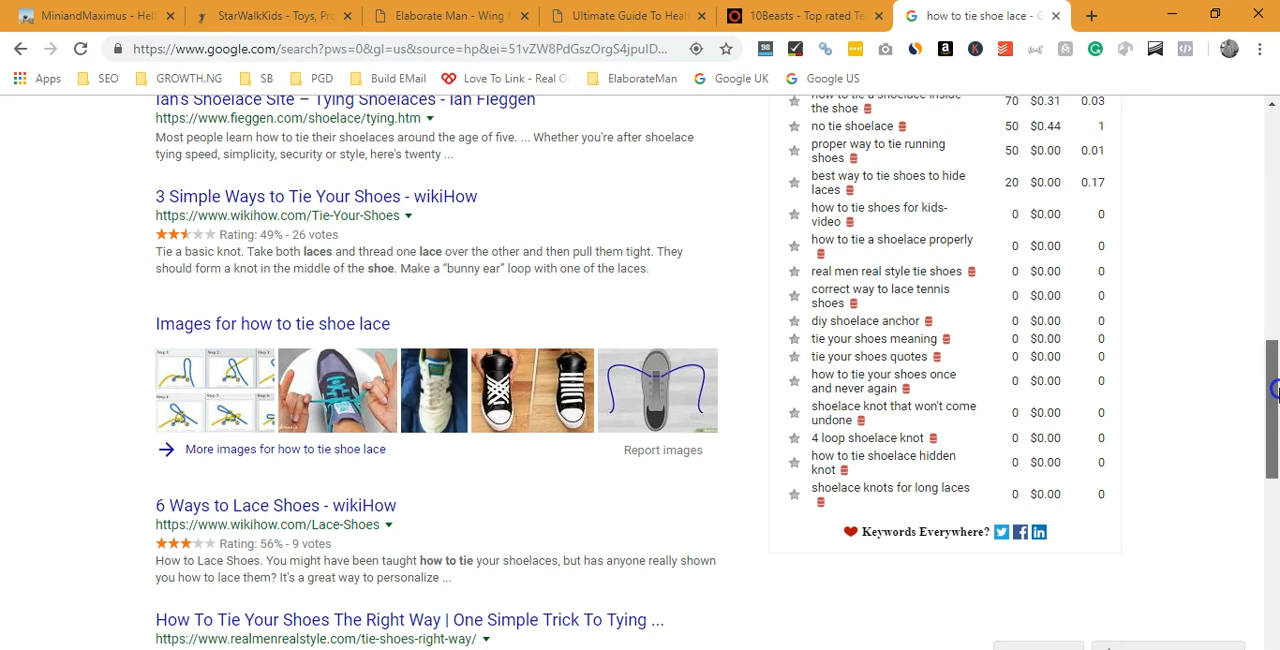 MiniandMaximus - Hel
StarWalkKids - Toys, Pro
Elaborate Man - Wing
Ultimate Guide To Heal
10Beasts - Top rated Te
how to tie shoe lace - G
https://www.google.com/search?pws=0&gl=us&source=hp&ei=51vZW8PdGszOrgS4jpuID...
98
Apps
SEO
GROWTH.NG
SB
PGD
Build EMail
Love To Link - Real O
ElaborateMan
Google UK
Google US
Ian's Shoelace Site – Tying Shoelaces - Ian Fieggen
https://www.fieggen.com/shoelace/tying.htm
Most people learn how to tie their shoelaces around the age of five. ... Whether you're after shoelace
tying speed, simplicity, security or style, here's twenty ...
3 Simple Ways to Tie Your Shoes - wikiHow
https://www.wikihow.com/Tie-Your-Shoes
Rating: 49% - 26 votes
Tie a basic knot. Take both laces and thread one lace over the other and then pull them tight. They
should form a knot in the middle of the shoe. Make a “bunny ear” loop with one of the laces.
Images for how to tie shoe lace
More images for how to tie shoe lace
Report images
6 Ways to Lace Shoes - wikiHow
https://www.wikihow.com/Lace-Shoes
Rating: 56% - 9 votes
How to Lace Shoes. You might have been taught how to tie your shoelaces, but has anyone really shown
you how to lace them? It's a great way to personalize ...
How To Tie Your Shoes The Right Way | One Simple Trick To Tying ...
https://www.realmenrealstyle.com/tie-shoes-right-way/
how to tie a shoelace inside
the shoe 70 $0.31 0.03
no tie shoelace 50 $0.44 1
proper way to tie running
shoes 50 $0.00 0.01
best way to tie shoes to hide
laces 20 $0.00 0.17
how to tie shoes for kids-
video 0 $0.00 0
how to tie a shoelace properly 0 $0.00 0
real men real style tie shoes 0 $0.00 0
correct way to lace tennis
shoes 0 $0.00 0
diy shoelace anchor 0 $0.00 0
tie your shoes meaning 0 $0.00 0
tie your shoes quotes 0 $0.00 0
how to tie your shoes once
and never again 0 $0.00 0
shoelace knot that won't come
undone 0 $0.00 0
4 loop shoelace knot 0 $0.00 0
how to tie shoelace hidden
knot 0 $0.00 0
shoelace knots for long laces 0 $0.00 0
Keywords Everywhere?